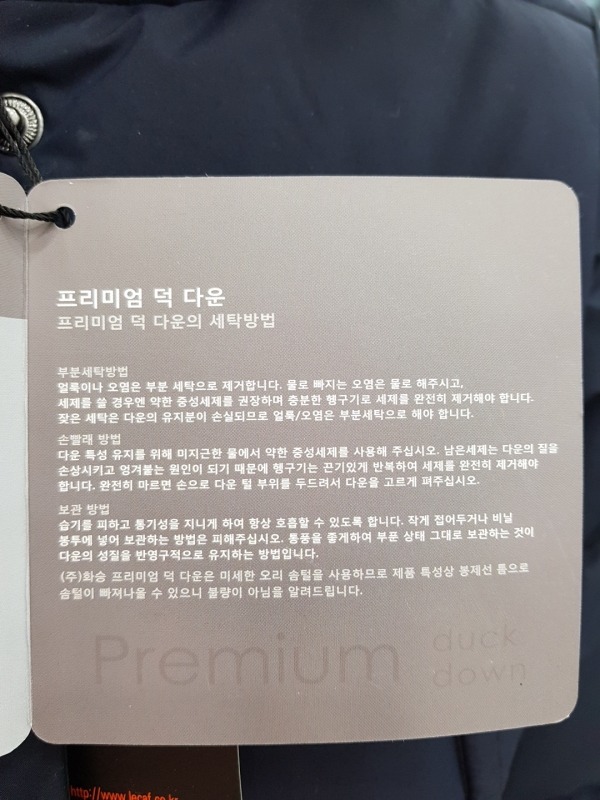 프리미엄 덕 다운
프리미엄 덕 다운의 세탁방법
부분세탁방법
얼룩이나 오염은 부분 세탁으로 제거합니다. 물로 빠지는 오염은 물로 해주시고,
세제를 쓸 경우엔 약한 중성세제를 권장하며 충분한 헹구기로 세제를 완전히 제거해야 합니다.
잦은 세탁은 다운의 유지분이 손실되므로 얼룩/오염은 부분세탁으로 해야 합니다.
손빨래 방법
다운 특성 유지를 위해 미지근한 물에서 약한 중성세제를 사용해 주십시오. 남은세제는 다운의 질을
손상시키고 엉겨붙는 원인이 되기 때문에 헹구기는 끈기있게 반복하여 세제를 완전히 제거해야
합니다. 완전히 마르면 손으로 다운 털 부위를 두드려서 다운을 고르게 펴주십시오.
보관 방법
습기를 피하고 통기성을 지니게 하여 항상 호흡할 수 있도록 합니다. 작게 접어두거나 비닐
봉투에 넣어 보관하는 방법은 피해주십시오. 통풍을 좋게하여 부푼 상태 그대로 보관하는 것이
다운의 성질을 반영구적으로 유지하는 방법입니다.
(주)화승 프리미엄 덕 다운은 미세한 오리 솜털을 사용하므로 제품 특성상 봉제선 틈으로
솜털이 빠져나올 수 있으니 불량이 아님을 알려드립니다.
Premium duck down
http://www.lecaf.co.kr